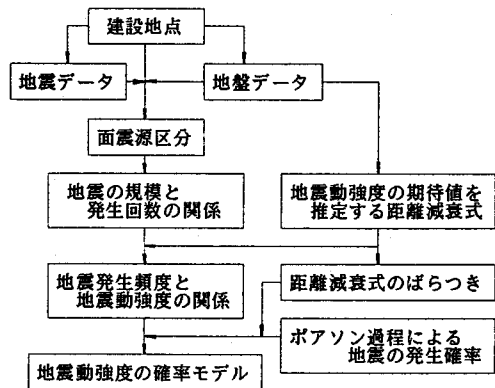 建設地点
地震データ
地盤データ
面震源区分
地震の規模と
発生回数の関係
地震動強度の期待値を
推定する距離減衰式
地震発生頻度と
地震動強度の関係
距離減衰式のばらつき
ポアソン過程による
地震の発生確率
地震動強度の確率モデル